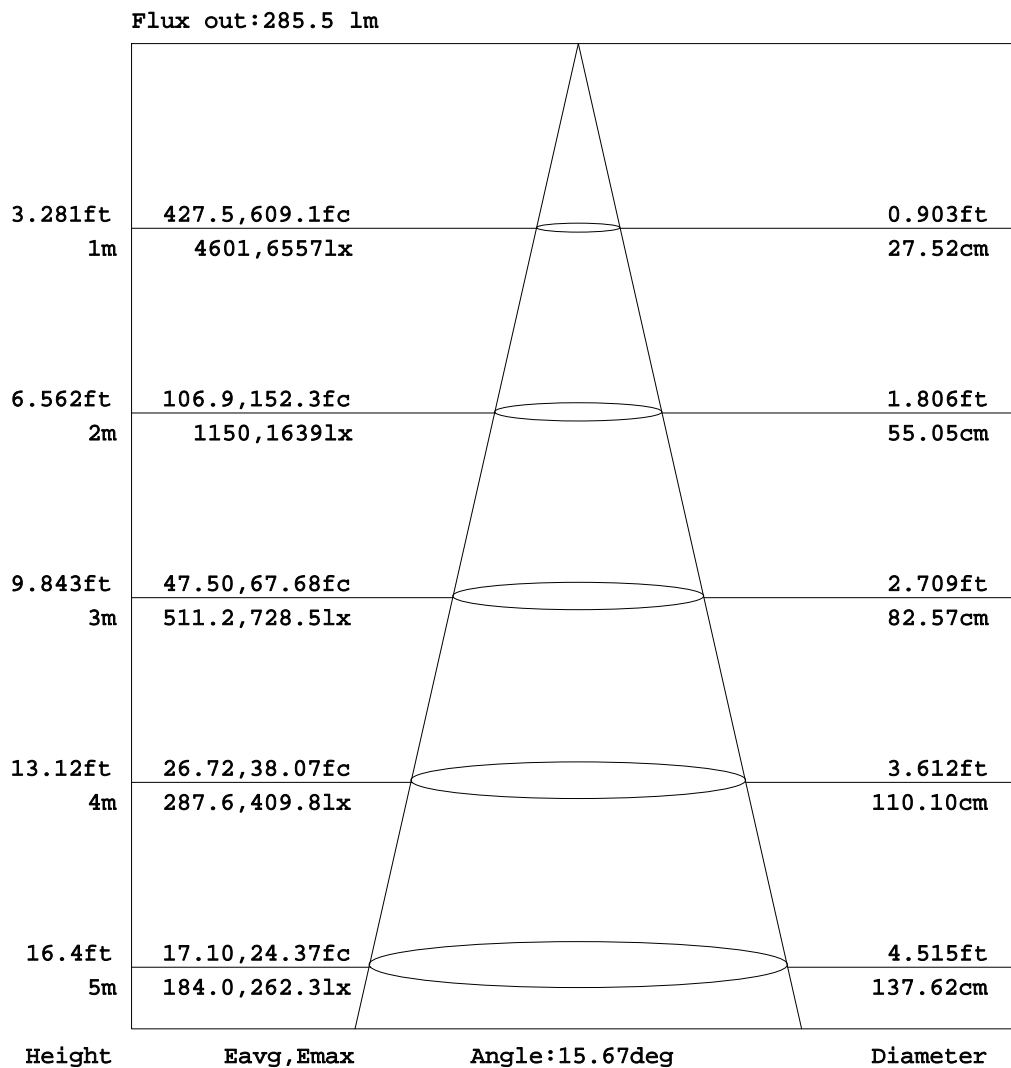 Flux out:285.5 lm
3.281ft 427.5,609.1fc 0.903ft
1m 4601,6557lx 27.52cm
6.562ft 106.9,152.3fc 1.806ft
2m 1150,1639lx 55.05cm
9.843ft 47.50,67.68fc 2.709ft
3m 511.2,728.5lx 82.57cm
13.12ft 26.72,38.07fc 3.612ft
4m 287.6,409.8lx 110.10cm
16.4ft 17.10,24.37fc 4.515ft
5m 184.0,262.3lx 137.62cm
Height Eavg,Emax Angle:15.67deg Diameter